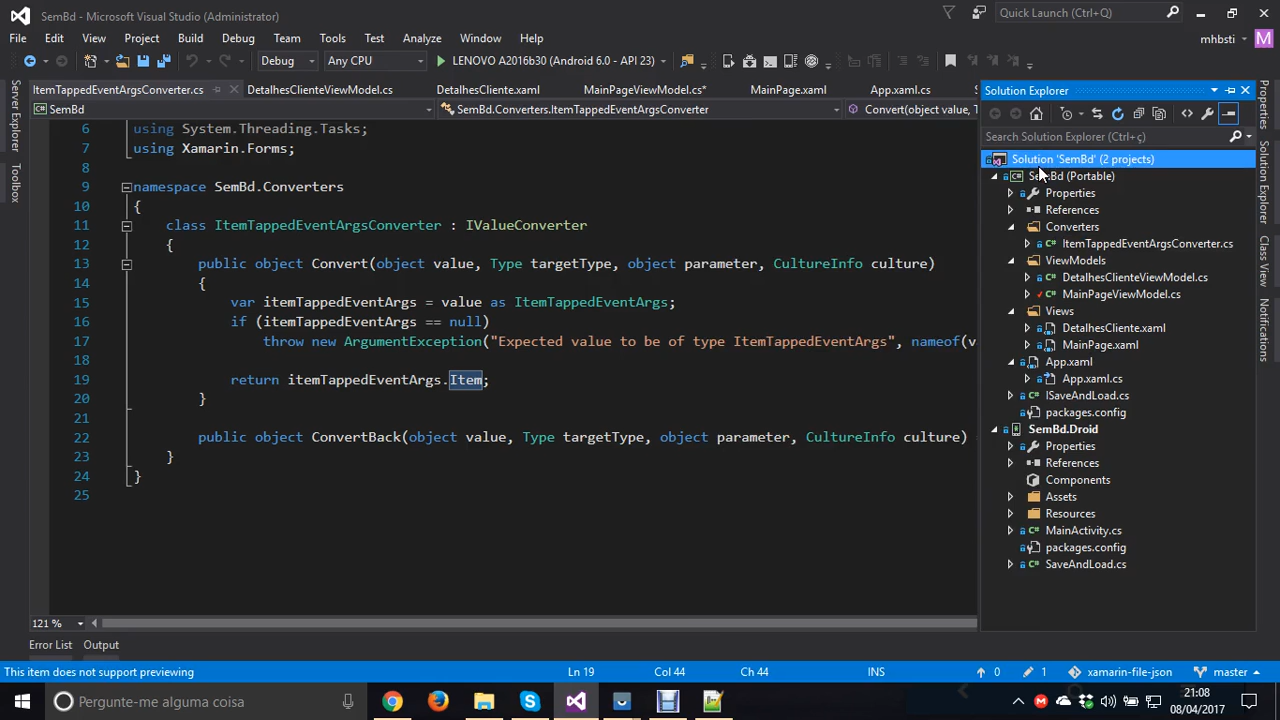 SemBd - Microsoft Visual Studio (Administrator)
Quick Launch (Ctrl+Q)
File Edit View Project Build Debug Team Tools Test Analyze Window Help
mhbsti M
Debug Any CPU LENOVO A2016b30 (Android 6.0 - API 23)
ItemTappedEventArgsConverter.cs DetalhesClienteViewModel.cs DetalhesCliente.xaml MainPageViewModel.cs* MainPage.xaml App.xaml.cs
SemBd SemBd.Converters.ItemTappedEventArgsConverter Convert(object value, T
6 using System.Threading.Tasks;
7 using Xamarin.Forms;
8
9 namespace SemBd.Converters
10 {
11 class ItemTappedEventArgsConverter : IValueConverter
12 {
13 public object Convert(object value, Type targetType, object parameter, CultureInfo culture)
14 {
15 var itemTappedEventArgs = value as ItemTappedEventArgs;
16 if (itemTappedEventArgs == null)
17 throw new ArgumentException("Expected value to be of type ItemTappedEventArgs", nameof(v
18
19 return itemTappedEventArgs.Item;
20 }
21
22 public object ConvertBack(object value, Type targetType, object parameter, CultureInfo culture)
23 }
24 }
25
121 %
Server Explorer
Toolbox
Solution Explorer
Search Solution Explorer (Ctrl+ç)
Solution 'SemBd' (2 projects)
SemBd (Portable)
Properties
References
Converters
ItemTappedEventArgsConverter.cs
ViewModels
DetalhesClienteViewModel.cs
MainPageViewModel.cs
Views
DetalhesCliente.xaml
MainPage.xaml
App.xaml
App.xaml.cs
ISaveAndLoad.cs
packages.config
SemBd.Droid
Properties
References
Components
Assets
Resources
MainActivity.cs
packages.config
SaveAndLoad.cs
Properties
Solution Explorer
Class View
Error List Output
This item does not support previewing Ln 19 Col 44 Ch 44 INS 0 1 xamarin-file-json master
Pergunte-me alguma coisa
21:08
08/04/2017